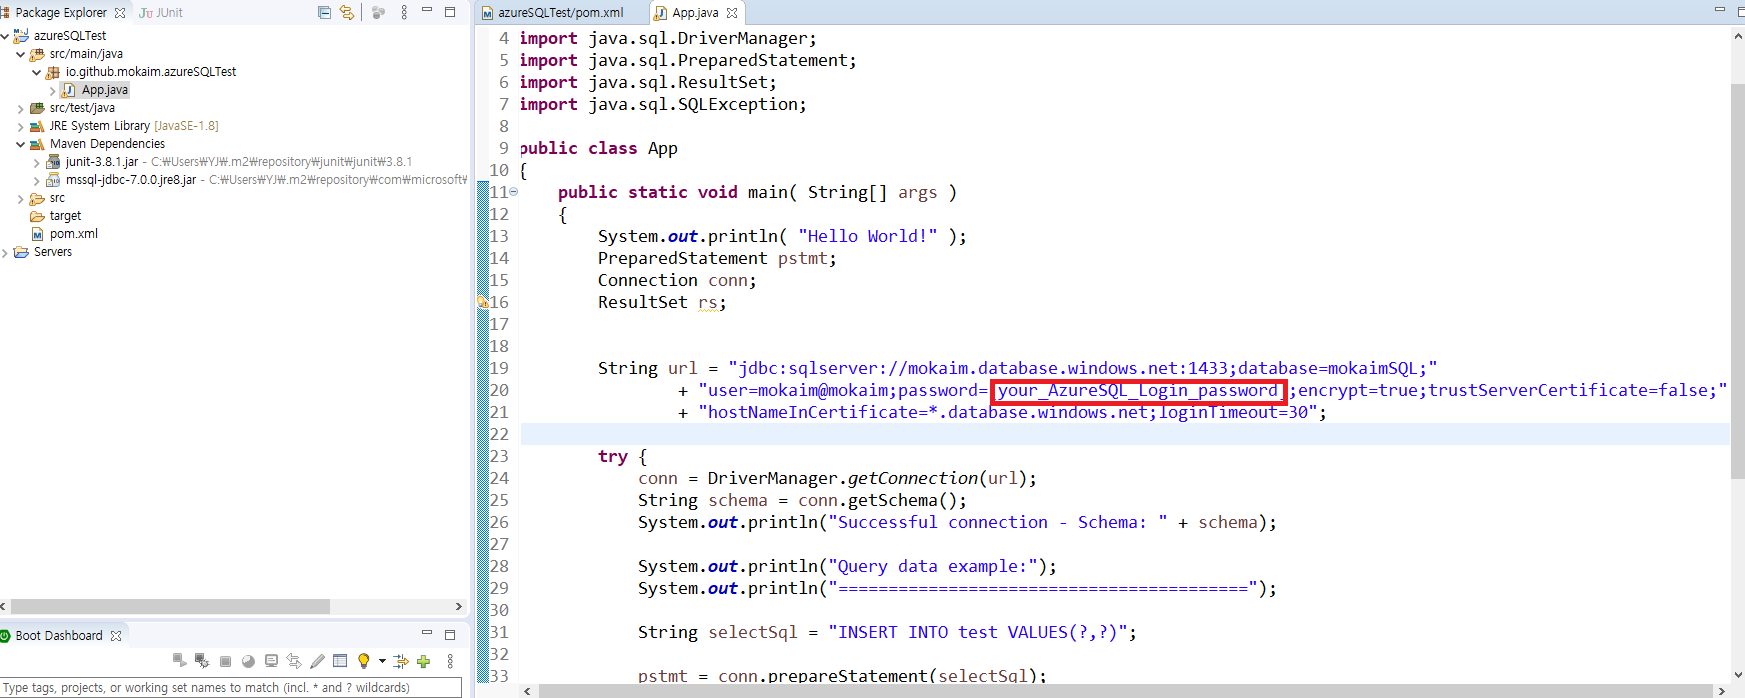 Package Explorer
JUnit
azureSQLTest
src/main/java
io.github.mokaim.azureSQLTest
App.java
src/test/java
JRE System Library [JavaSE-1.8]
Maven Dependencies
junit-3.8.1.jar - C:₩Users₩YJ₩.m2₩repository₩junit₩junit₩3.8.1
mssql-jdbc-7.0.0.jre8.jar - C:₩Users₩YJ₩.m2₩repository₩com₩microsoft₩
src
target
pom.xml
Servers
Boot Dashboard
Type tags, projects, or working set names to match (incl. * and ? wildcards)
azureSQLTest/pom.xml
App.java
4 import java.sql.DriverManager;
5 import java.sql.PreparedStatement;
6 import java.sql.ResultSet;
7 import java.sql.SQLException;
8
9 public class App
10 {
11 public static void main( String[] args )
12 {
13 System.out.println( "Hello World!" );
14 PreparedStatement pstmt;
15 Connection conn;
16 ResultSet rs;
17
18
19 String url = "jdbc:sqlserver://mokaim.database.windows.net:1433;database=mokaimSQL;"
20 + "user=mokaim@mokaim;password= your_AzureSQL_Login_password ;encrypt=true;trustServerCertificate=false;"
21 + "hostNameInCertificate=*.database.windows.net;loginTimeout=30";
22
23 try {
24 conn = DriverManager.getConnection(url);
25 String schema = conn.getSchema();
26 System.out.println("Successful connection - Schema: " + schema);
27
28 System.out.println("Query data example:");
29 System.out.println("=========================================");
30
31 String selectSql = "INSERT INTO test VALUES(?,?)";
32
33 pstmt = conn.prepareStatement(selectSql);